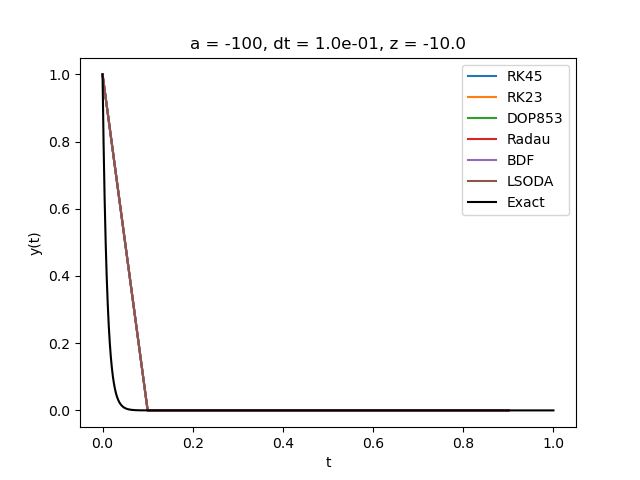 a = -100, dt = 1.0e-01, z = -10.0
RK45
RK23
DOP853
Radau
BDF
LSODA
Exact
y(t)
1.0
0.8
0.6
0.4
0.2
0.0
0.0 0.2 0.4 0.6 0.8 1.0
t